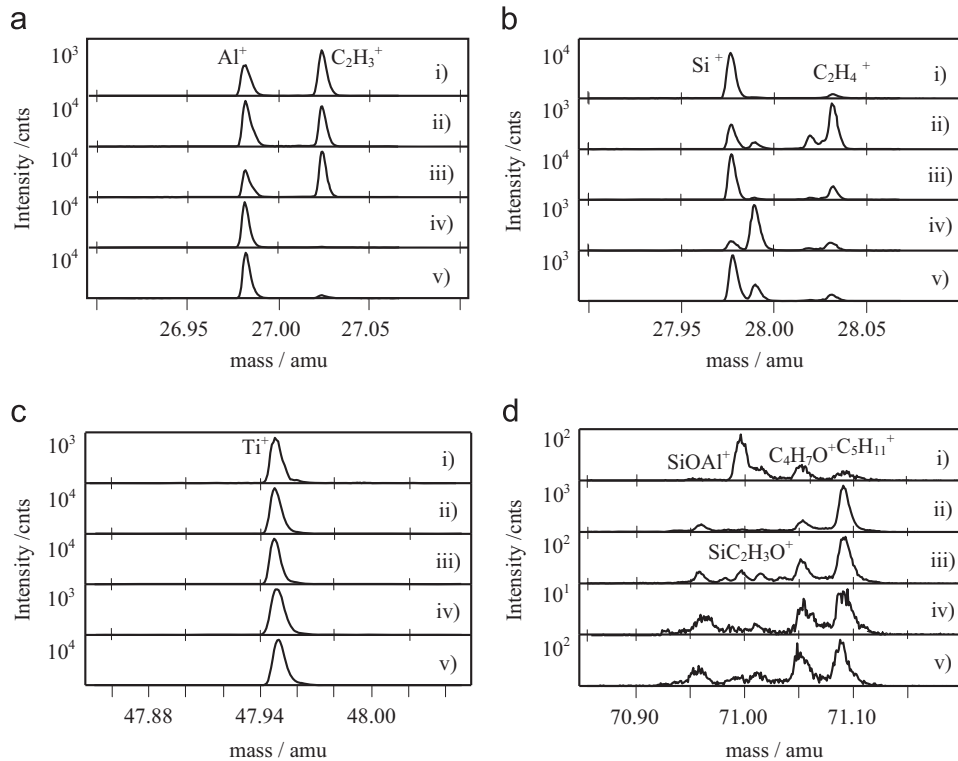 a
Intensity /cnts
10³ Al⁺ C₂H₃⁺ i)
10⁴ ii)
10⁴ iii)
10⁴ iv)
10⁴ v)
26.95 27.00 27.05
mass / amu
b
Intensity /cnts
10⁴ Si⁺ C₂H₄⁺ i)
10³ ii)
10⁴ iii)
10³ iv)
10³ v)
27.95 28.00 28.05
mass / amu
c
Intensity /cnts
10³ Ti⁺ i)
10⁴ ii)
10⁴ iii)
10³ iv)
10⁴ v)
47.88 47.94 48.00
mass / amu
d
Intensity /cnts
10² SiOAl⁺ C₄H₇O⁺ C₅H₁₁⁺ i)
10³ ii)
10² SiC₂H₃O⁺ iii)
10¹ iv)
10² v)
70.90 71.00 71.10
mass / amu